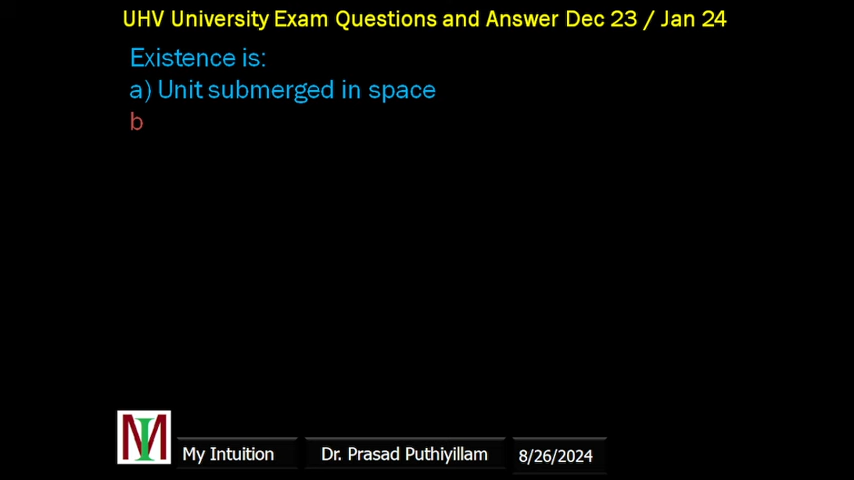 UHV University Exam Questions and Answer Dec 23 / Jan 24
Existence is:
a) Unit submerged in space
b
MI
My Intuition
Dr. Prasad Puthiyillam
8/26/2024